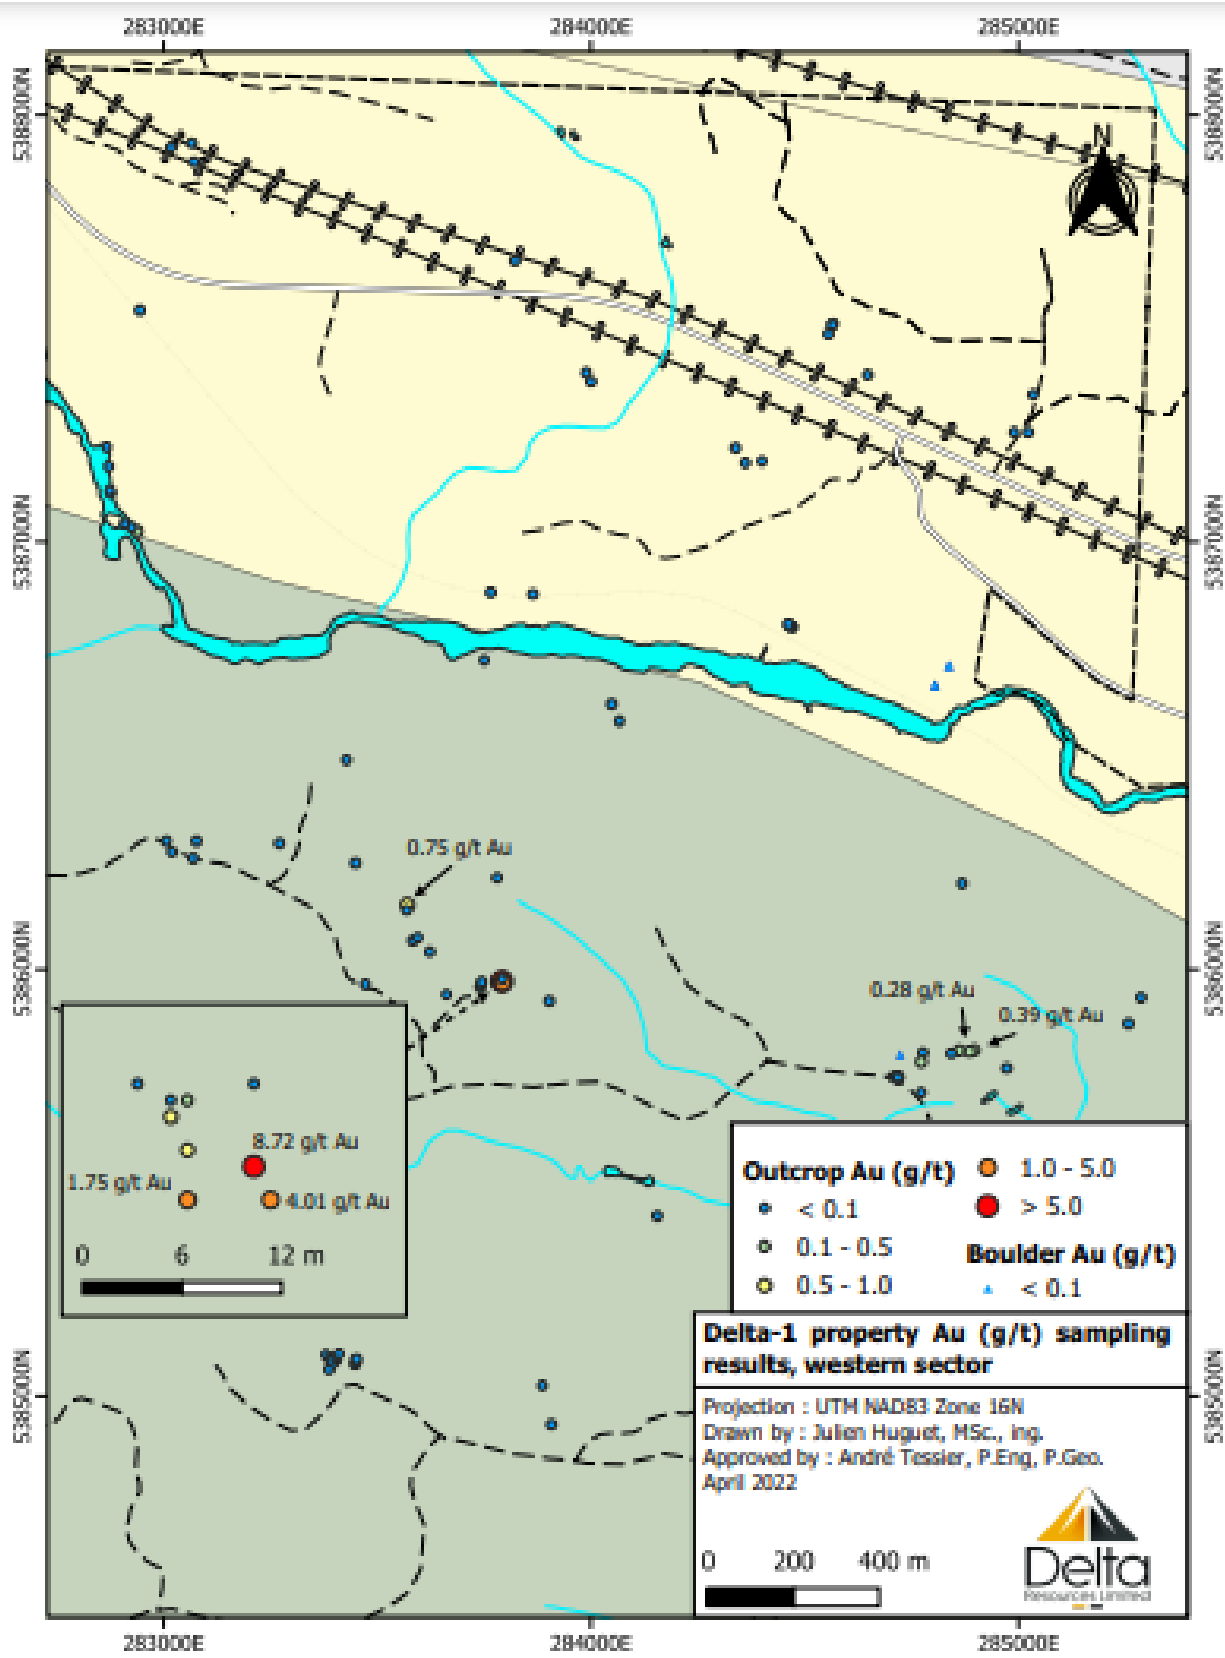 283000E
284000E
285000E
5388000N
5388000N
N
5387000N
5387000N
0.75 g/t Au
5386000N
5386000N
0.28 g/t Au
0.39 g/t Au
8.72 g/t Au
1.75 g/t Au
4.01 g/t Au
0 6 12 m
Outcrop Au (g/t)
< 0.1
0.1 - 0.5
0.5 - 1.0
1.0 - 5.0
> 5.0
Boulder Au (g/t)
< 0.1
Delta-1 property Au (g/t) sampling
results, western sector
5385000N
5385000N
Projection : UTM NAD83 Zone 16N
Drawn by : Julien Huguet, MSc., ing.
Approved by : André Tessier, P.Eng, P.Geo.
April 2022
0 200 400 m
Delta
Resources Limited
283000E
284000E
285000E